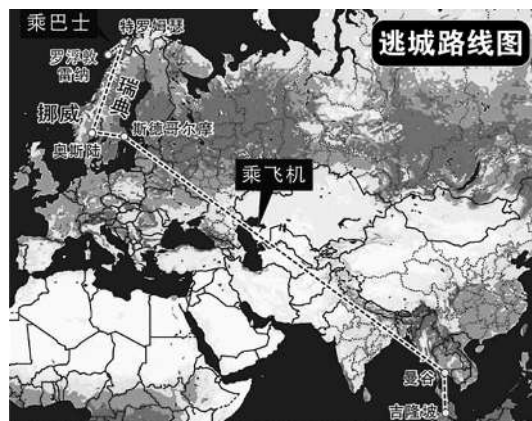 乘巴士
特罗姆瑟
逃城路线图
罗浮敦
雷纳
挪威
瑞典
斯德哥尔摩
奥斯陆
乘飞机
曼谷
吉隆坡